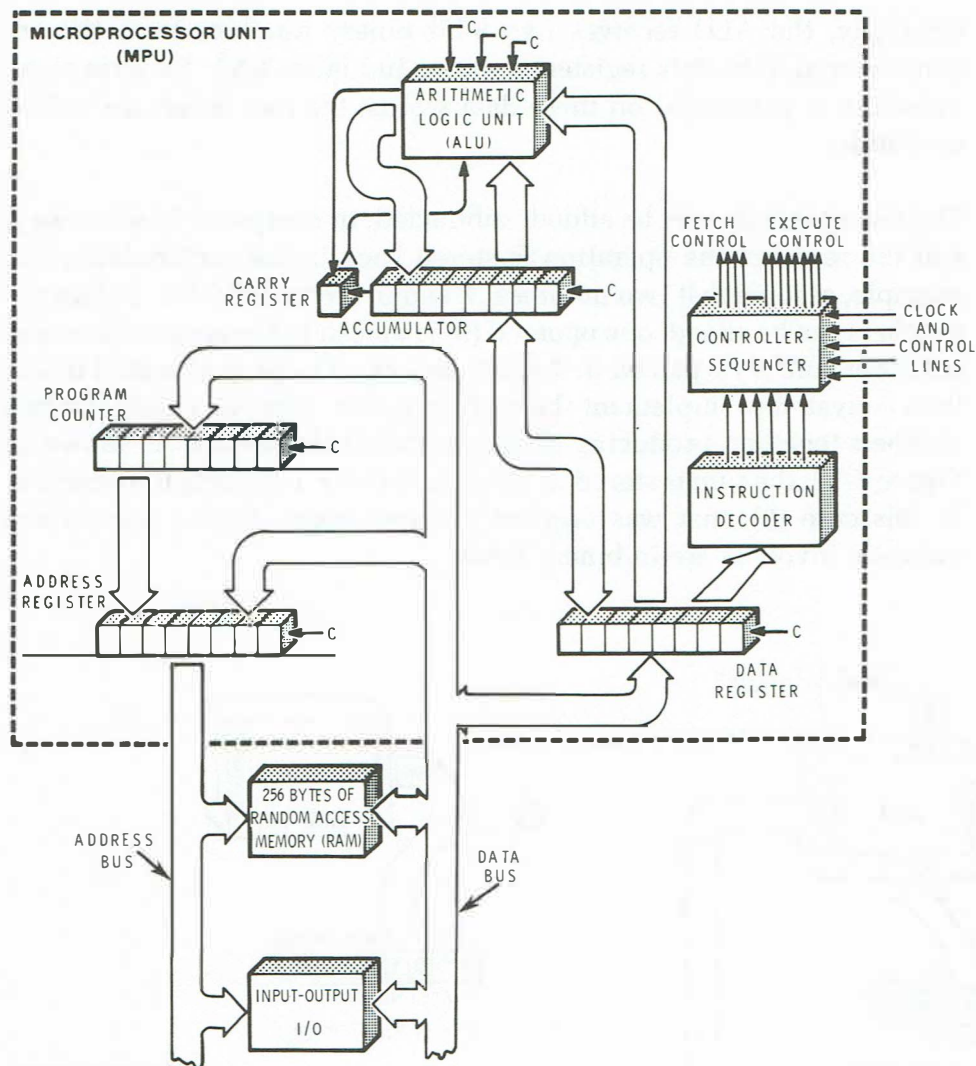 MICROPROCESSOR UNIT
(MPU)
C
C
C
ARITHMETIC
LOGIC UNIT
(ALU)
FETCH
CONTROL
EXECUTE
CONTROL
CARRY
REGISTER
C
ACCUMULATOR
CONTROLLER-
SEQUENCER
CLOCK
AND
CONTROL
LINES
PROGRAM
COUNTER
C
INSTRUCTION
DECODER
ADDRESS
REGISTER
C
C
DATA
REGISTER
256 BYTES OF
RANDOM ACCESS
MEMORY (RAM)
ADDRESS
BUS
DATA
BUS
INPUT-OUTPUT
I/O